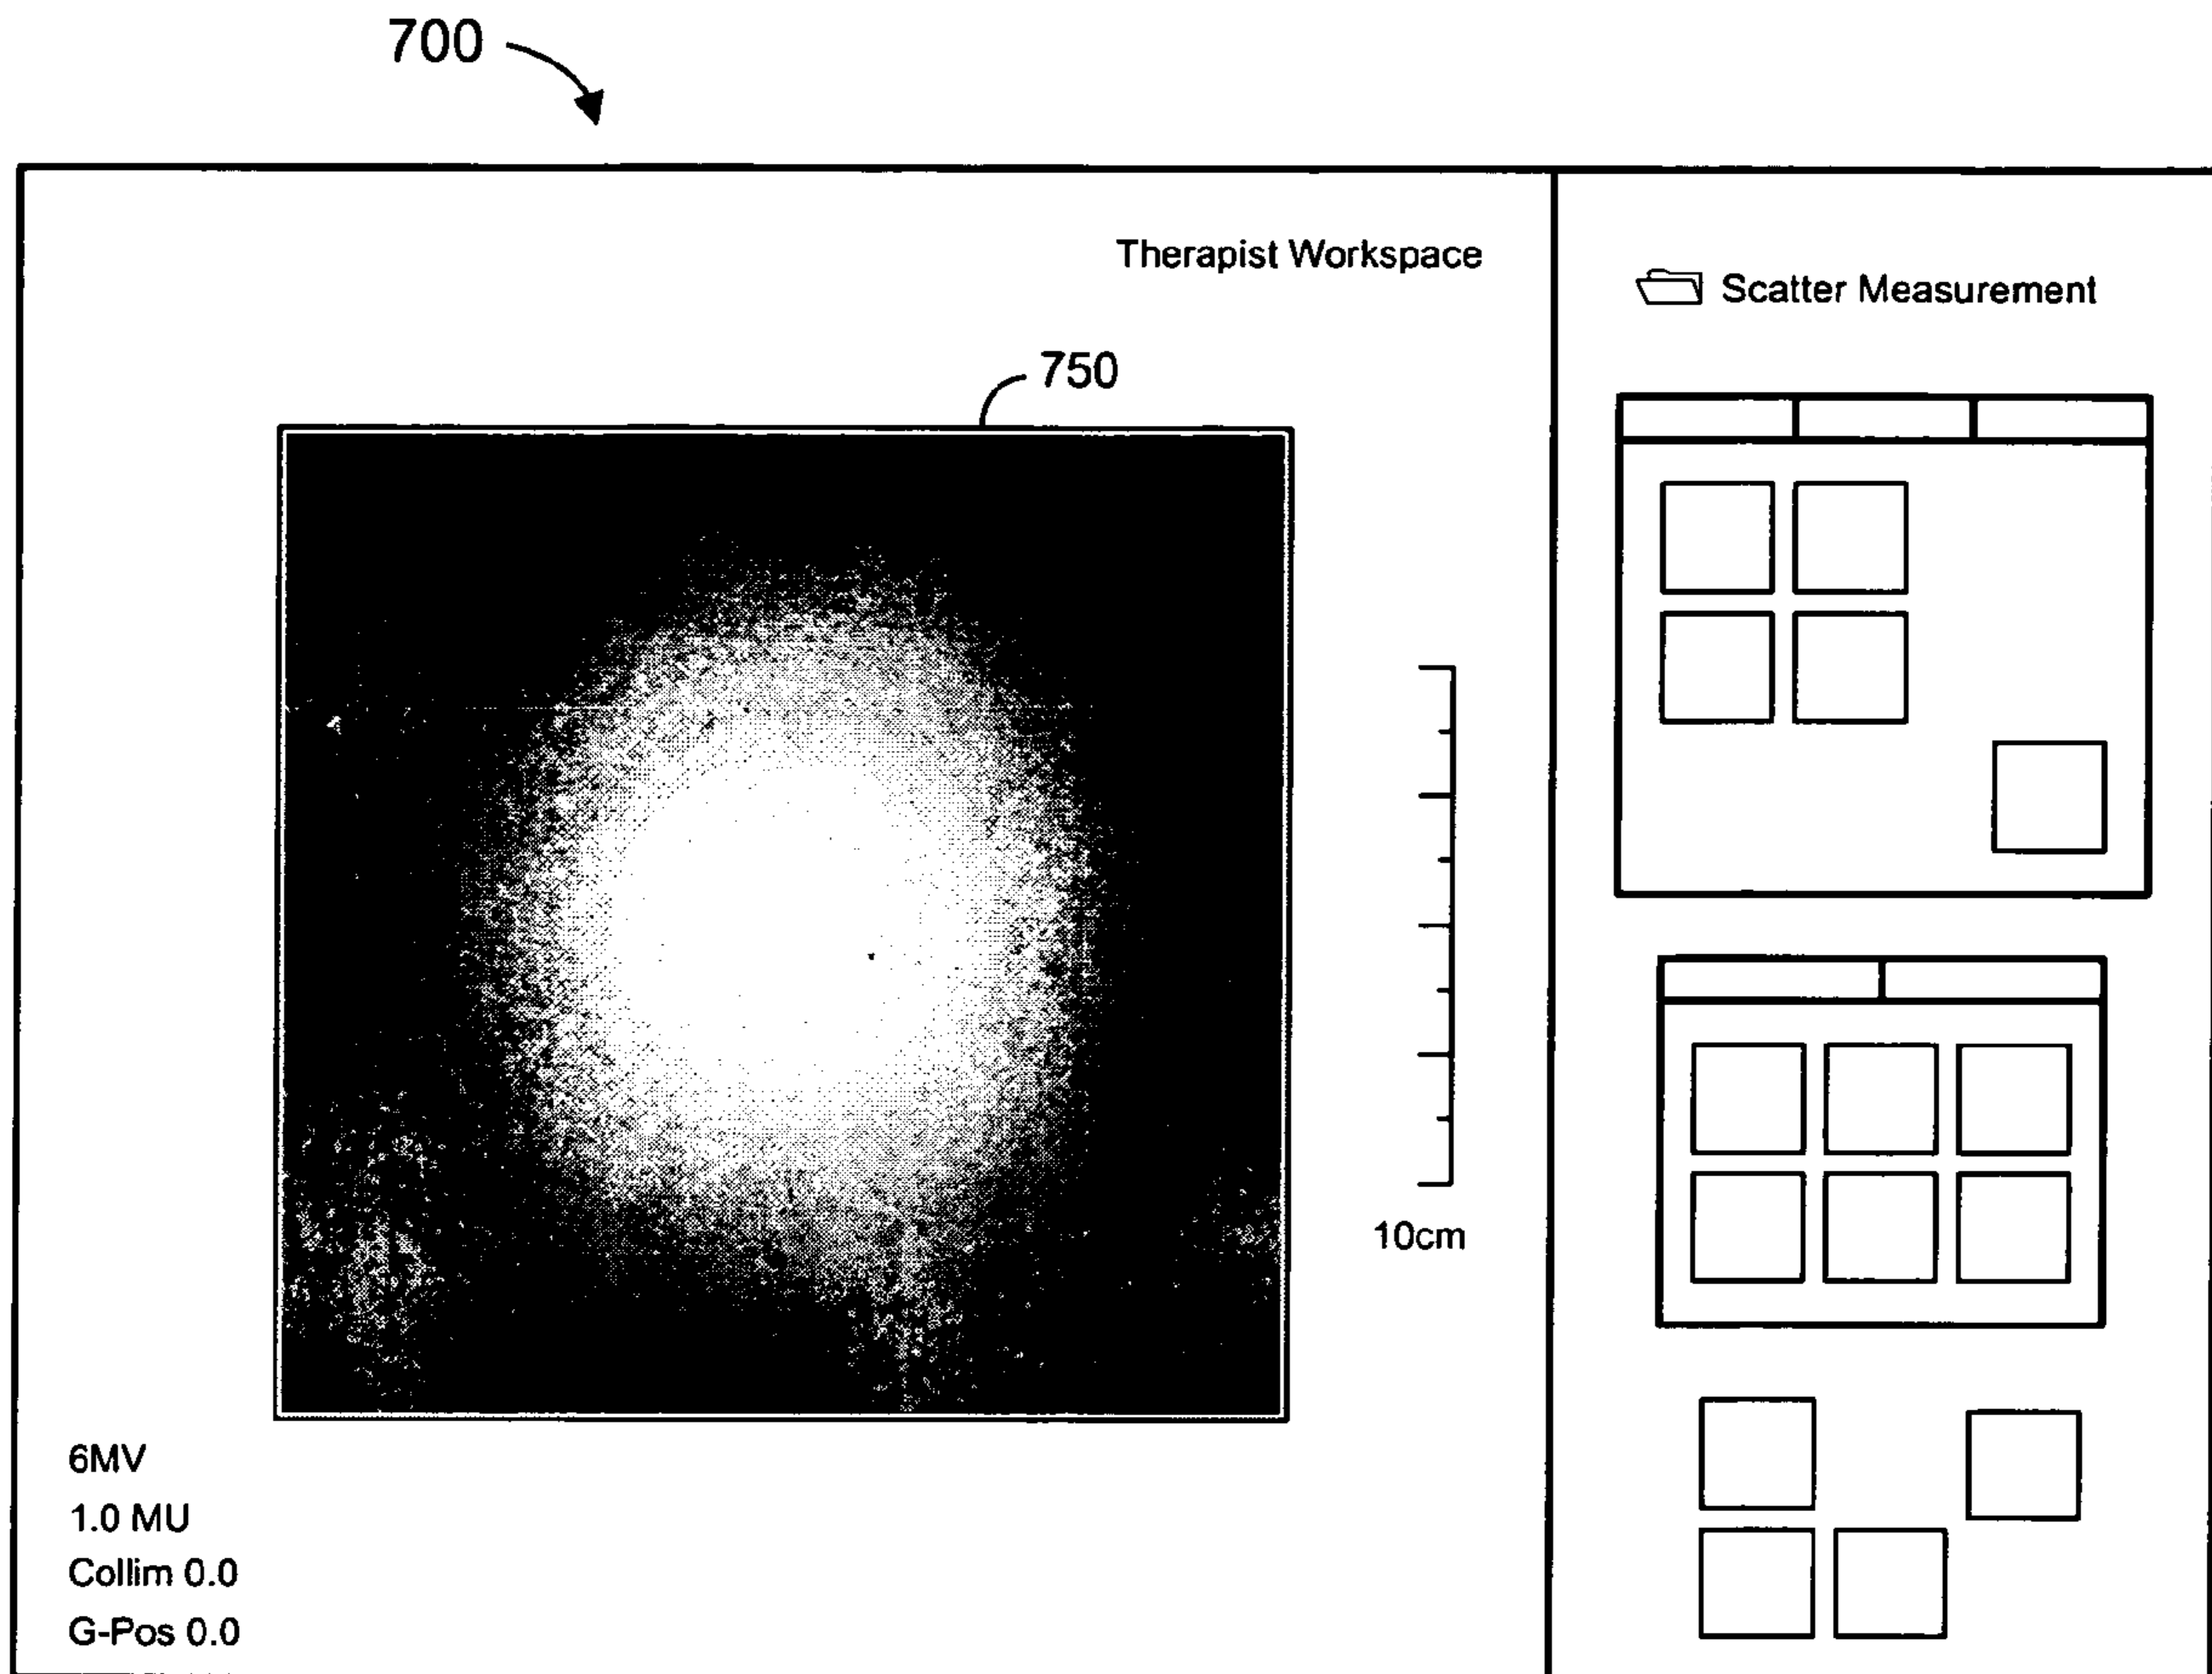 700
Therapist Workspace
Scatter Measurement
750
10cm
6MV
1.0 MU
Collim 0.0
G-Pos 0.0